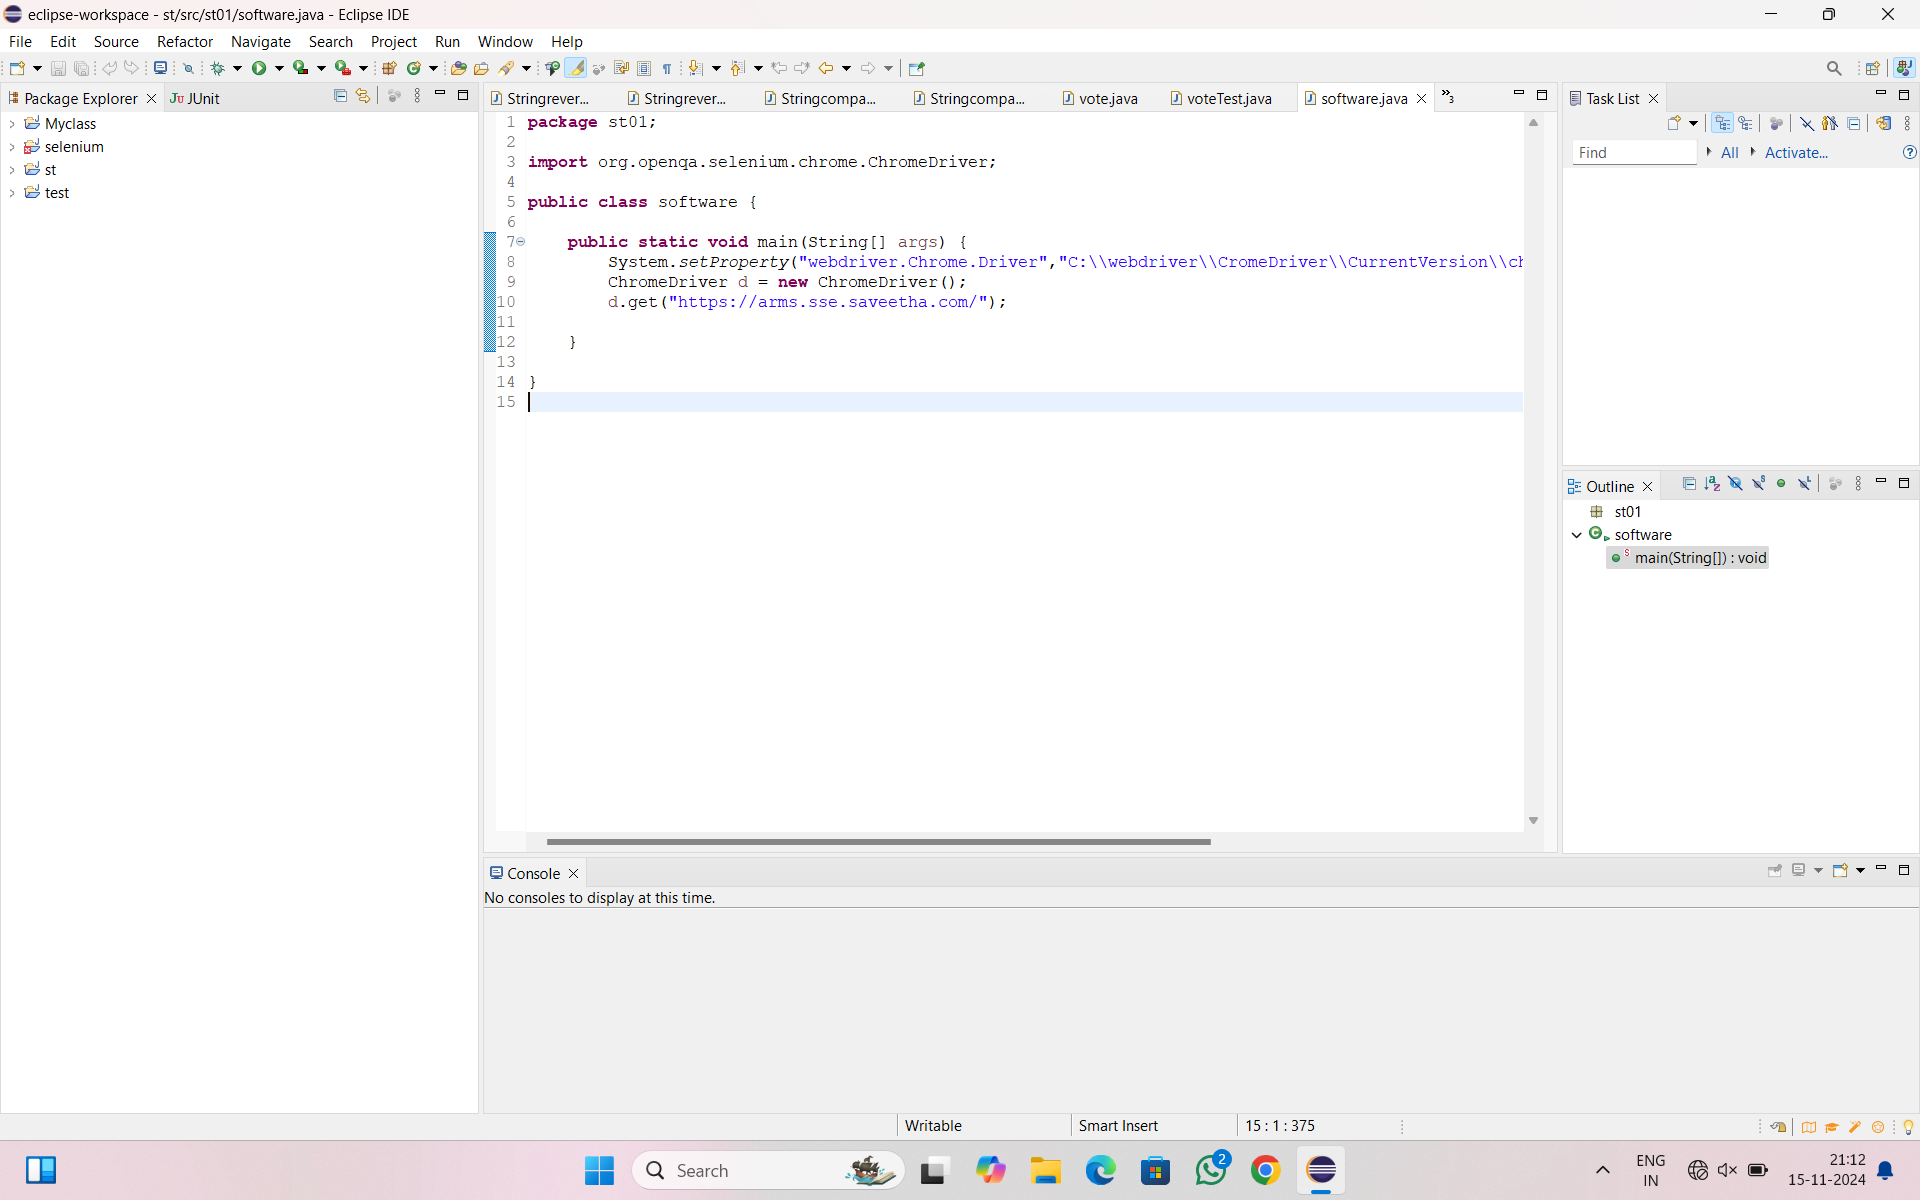 eclipse-workspace - st/src/st01/software.java - Eclipse IDE
File Edit Source Refactor Navigate Search Project Run Window Help
Package Explorer
JUnit
Myclass
selenium
st
test
Stringrever...
Stringrever...
Stringcompa...
Stringcompa...
vote.java
voteTest.java
software.java
»3
1 package st01;
2
3 import org.openqa.selenium.chrome.ChromeDriver;
4
5 public class software {
6
7 public static void main(String[] args) {
8 System.setProperty("webdriver.Chrome.Driver","C:\\webdriver\\CromeDriver\\CurrentVersion\\ch
9 ChromeDriver d = new ChromeDriver();
10 d.get("https://arms.sse.saveetha.com/");
11
12 }
13
14 }
15
Task List
Find
All
Activate...
Outline
st01
software
main(String[]) : void
Console
No consoles to display at this time.
Writable
Smart Insert
15 : 1 : 375
Search
2
ENG
IN
21:12
15-11-2024